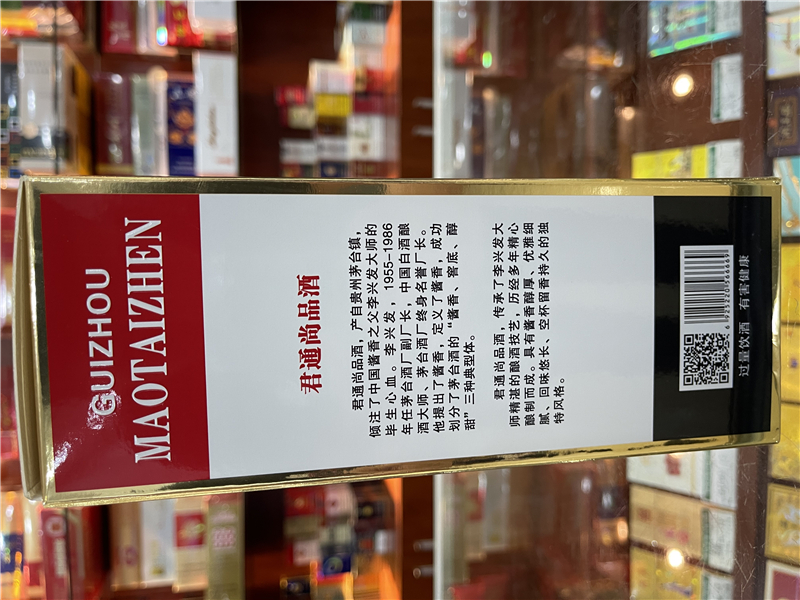 GUIZHOU
MAOTAIZHEN
君通尚品酒
君通尚品酒，产自贵州茅台镇，
倾注了中国酱香之父李兴发大师的
毕生心血。李兴发，1955-1986
年任茅台酒厂副厂长，中国白酒酿
酒大师、茅台酒厂终身名誉厂长。
他提出了酱香，定义了酱香，成功
划分了茅台酒的“酱香、窖底、醇
甜”三种典型体。
君通尚品酒，传承了李兴发大
师精湛的酿酒技艺，历经多年精心
酿制而成。具有酱香醇厚、优雅细
腻、回味悠长、空杯留香持久的独
特风格。
过量饮酒 有害健康